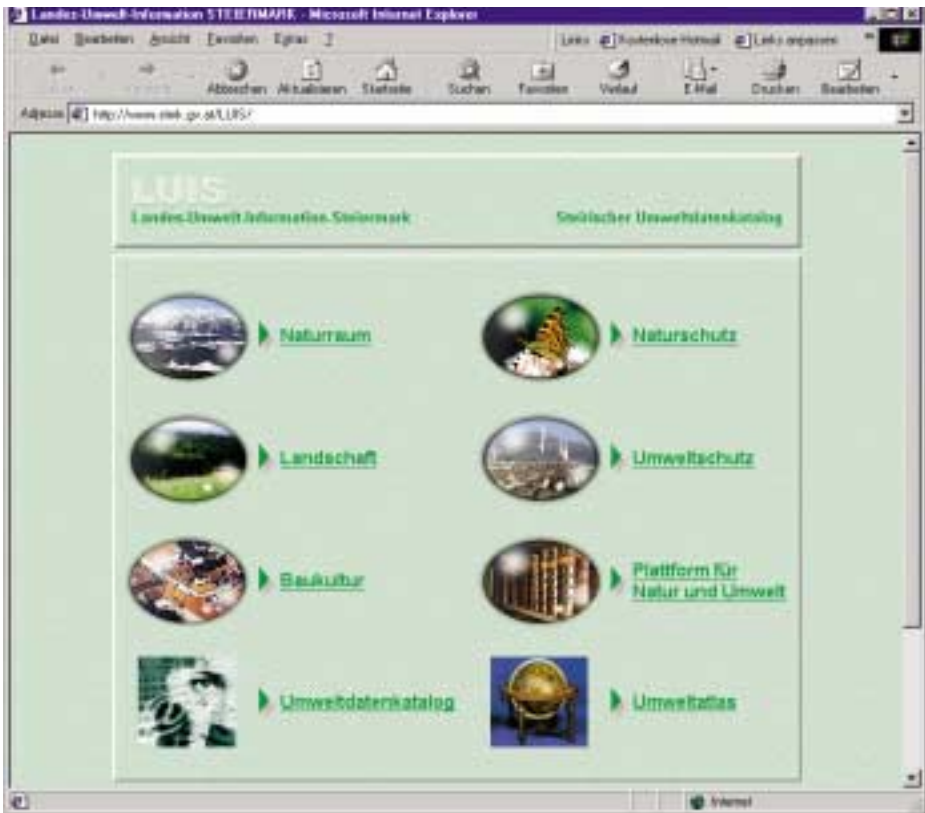 Landes-Umwelt-Information STEIERMARK - Microsoft Internet Explorer
Datei Bearbeiten Ansicht Favoriten Extras ?
Links Kostenlose Hotmail Links anpassen
Abbrechen Aktualisieren Startseite Suchen Favoriten Verlauf E-Mail Drucken Bearbeiten
Adresse http://www.stmk.gv.at/LUIS/
LUIS
Landes-Umwelt-Information Steiermark
Steirischer Umweltdatenkatalog
Naturraum
Naturschutz
Landschaft
Umweltschutz
Baukultur
Plattform für
Natur und Umwelt
Umweltdatenkatalog
Umweltatlas
Internet